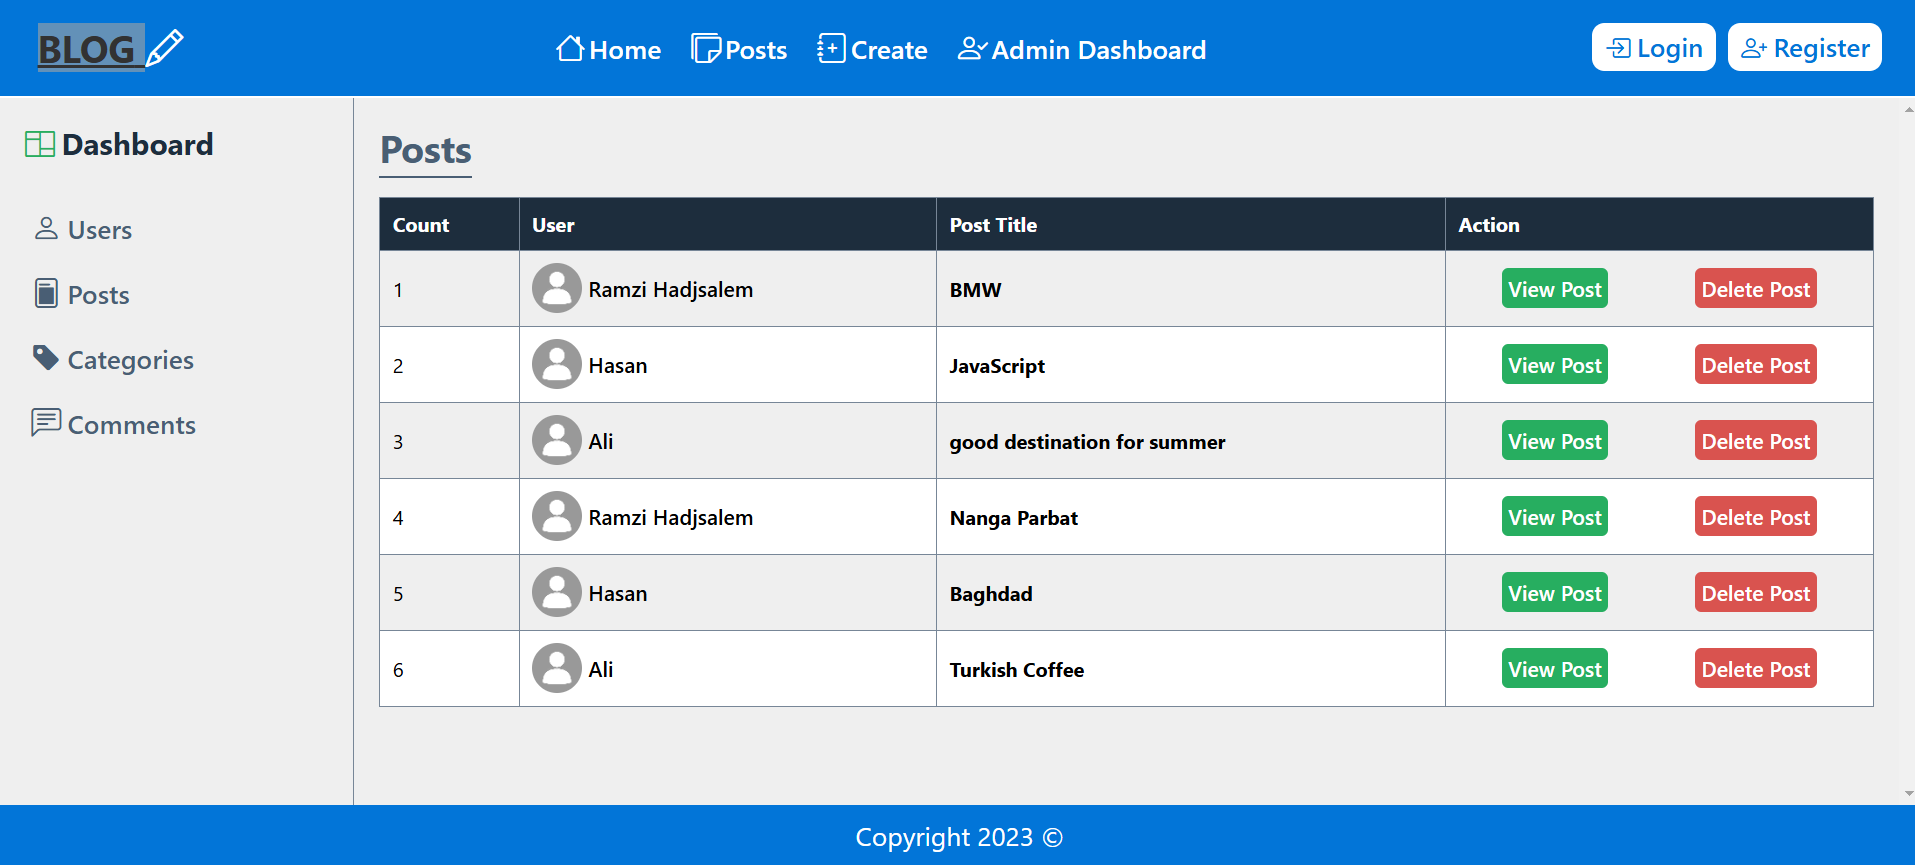 BLOG
Home Posts Create Admin Dashboard
Login Register
Dashboard
Users
Posts
Categories
Comments
Posts
Count User Post Title Action
1 Ramzi Hadjsalem BMW View Post Delete Post
2 Hasan JavaScript View Post Delete Post
3 Ali good destination for summer View Post Delete Post
4 Ramzi Hadjsalem Nanga Parbat View Post Delete Post
5 Hasan Baghdad View Post Delete Post
6 Ali Turkish Coffee View Post Delete Post
Copyright 2023 ©